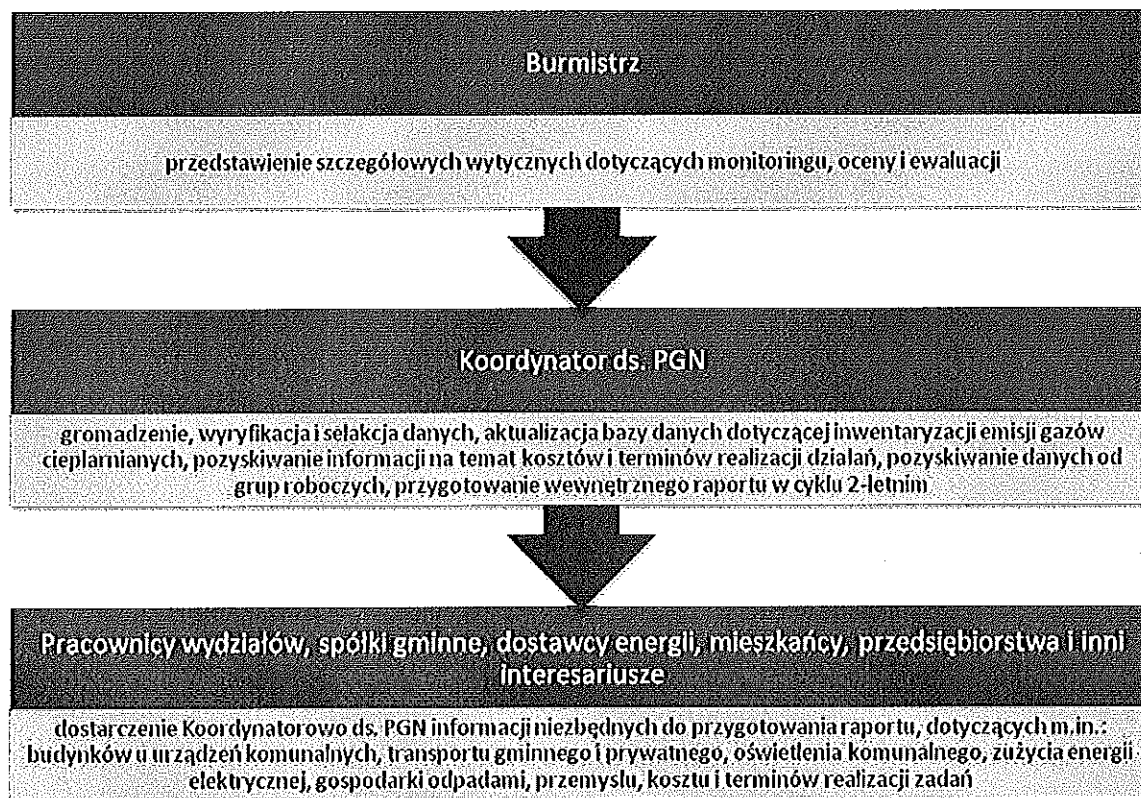 Burmistrz
przedstawienie szczegółowych wytycznych dotyczących monitoringu, oceny i ewaluacji
Koordynator ds. PGN
gromadzenie, wyryfikacja i selakcja danych, aktualizacja bazy danych dotyczącej inwentaryzacji emisji gazów
cieplarnianych, pozyskiwanie informacji na temat kosztów i terminów realizacji działań, pozyskiwanie danych od
grup roboczych, przygotowanie wewnętrznego raportu w cyklu 2-letnim
Pracownicy wydziałów, spółki gminne, dostawcy energli, mieszkańcy, przedsiębiorstwa i inni
interesariusze
dostarczenie Koordynatorowo ds. PGN informacji niezbędnych do przygotowania raportu, dotyczących m.in.:
budynków u urządzeń komunalnych, transportu gminnego i prywatnego, oświetlenia komunalnego, zużycia energii
elektrycznej, gospodarki odpadami, przemyslu, kosztu i terminów realizacji zadań